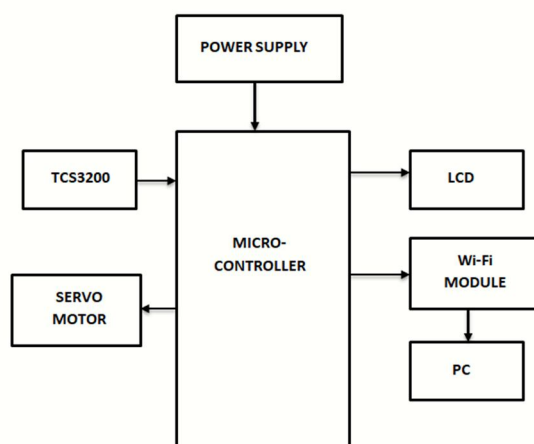 POWER SUPPLY
TCS3200
LCD
MICRO-
CONTROLLER
Wi-Fi
MODULE
SERVO
MOTOR
PC